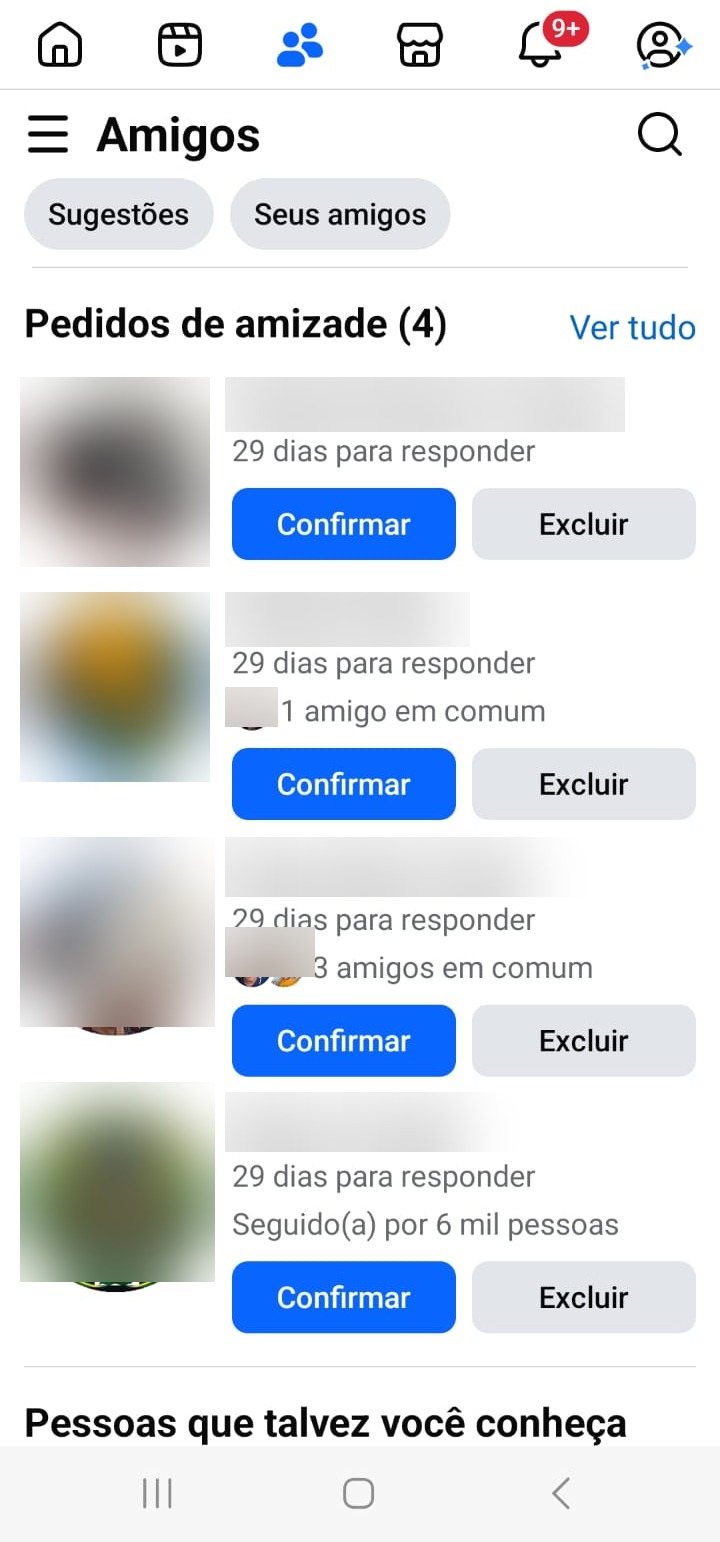 9+
Amigos
Sugestões
Seus amigos
Pedidos de amizade (4)
Ver tudo
29 dias para responder
Confirmar
Excluir
29 dias para responder
1 amigo em comum
Confirmar
Excluir
29 dias para responder
3 amigos em comum
Confirmar
Excluir
29 dias para responder
Seguido(a) por 6 mil pessoas
Confirmar
Excluir
Pessoas que talvez você conheça